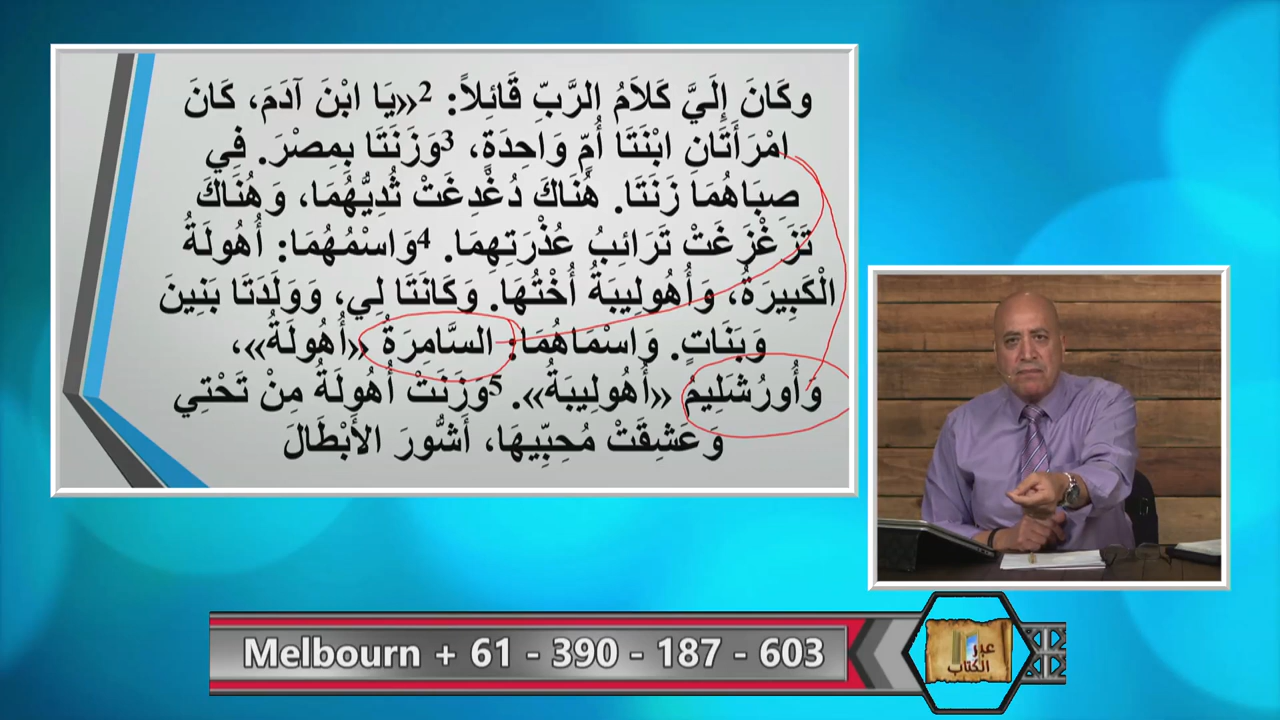 وكَانَ إِلَيَّ كَلاَمُ الرَّبِّ قَائِلاً: 2«يَا ابْنَ آدَمَ، كَانَ
امْرَأَتَانِ ابْنَتَا أُمٍّ وَاحِدَةٍ، 3وَزَنَتَا بِمِصْرَ. فِي
صِبَاهُمَا زَنَتَا. هُنَاكَ دُغْدِغَتْ ثُدِيُّهُمَا، وَهُنَاكَ
تَزَغْزَغَتْ تَرَائِبُ عُذْرَتِهِمَا. 4وَاسْمُهُمَا: أُهُولَةُ
الْكَبِيرَةُ، وَأُهُولِيبَةُ أُخْتُهَا. وَكَانَتَا لِي، وَوَلَدَتَا بَنِينَ
وَبَنَاتٍ. وَاسْمَاهُمَا: السَّامِرَةُ «أُهُولَةُ»،
وَأُورُشَلِيمُ «أُهُولِيبَةُ». 5وَزَنَتْ أُهُولَةُ مِنْ تَحْتِي
وَعَشِقَتْ مُحِبِّيهَا، أَشُّورَ الأَبْطَالَ
Melbourn + 61 - 390 - 187 - 603
عبر
الكتاب